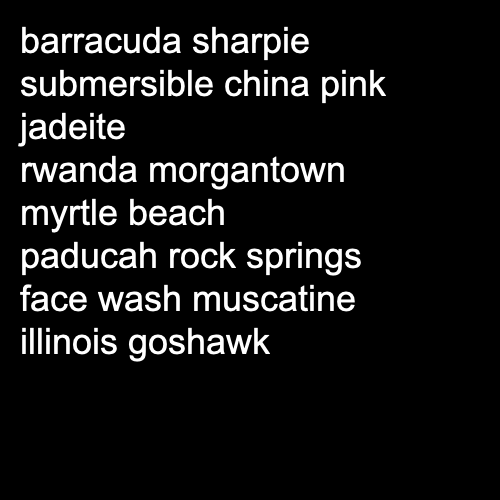 barracuda sharpie
submersible china pink
jadeite
rwanda morgantown
myrtle beach
paducah rock springs
face wash muscatine
illinois goshawk